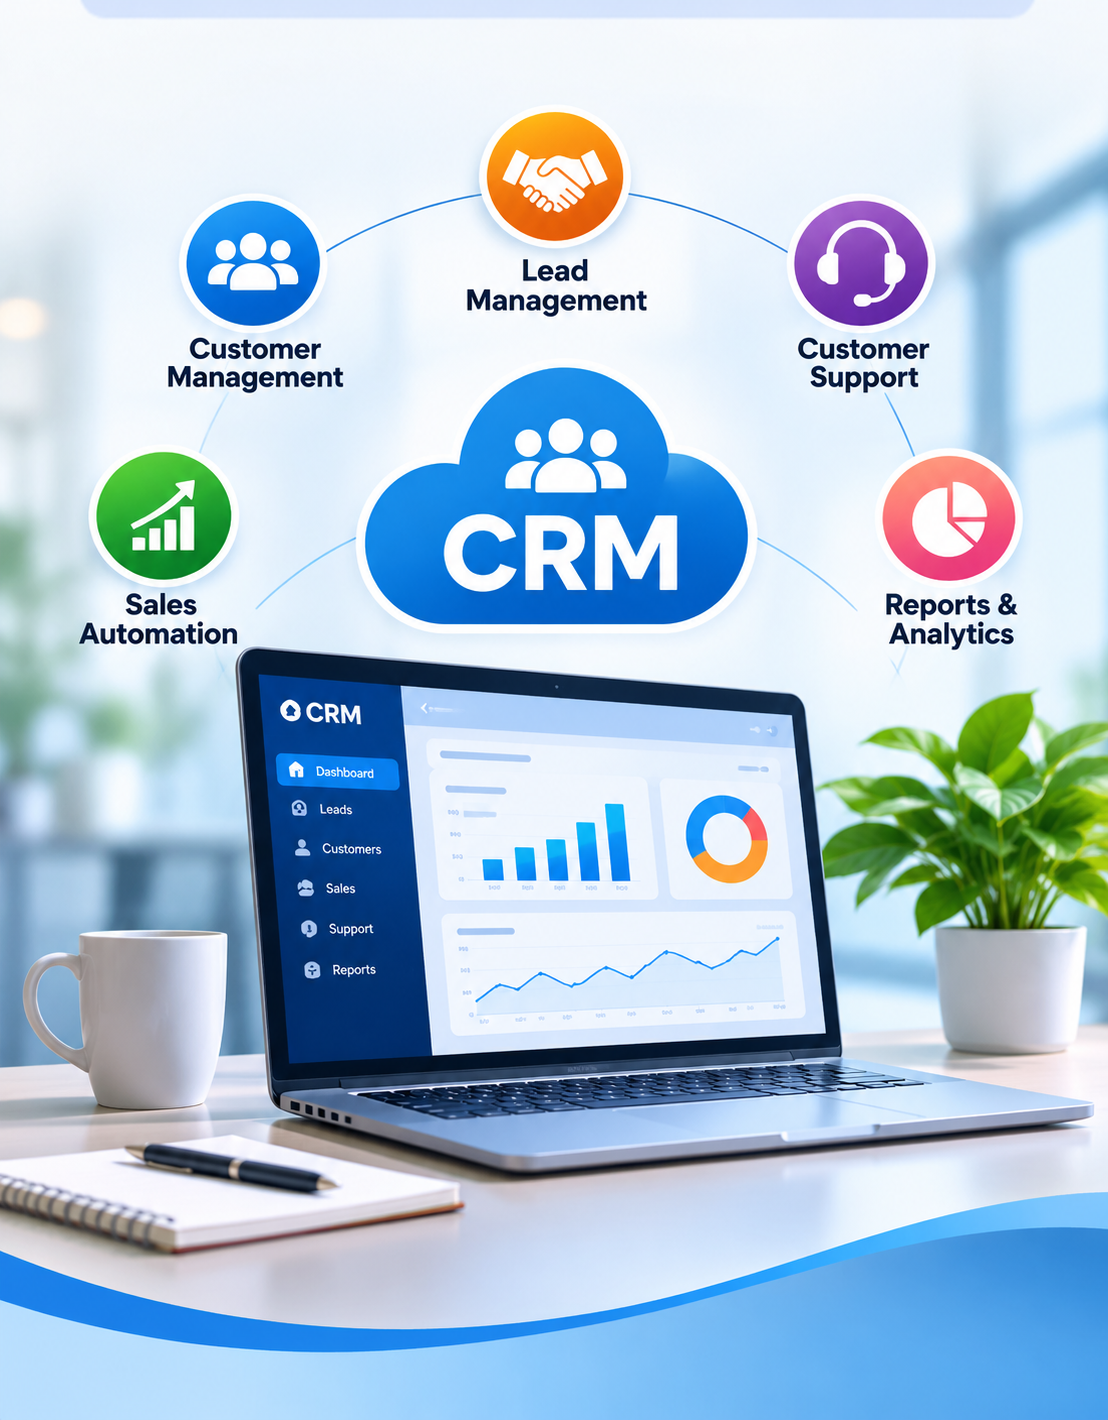 Lead
Management
Customer
Management
Customer
Support
CRM
Sales
Automation
Reports &
Analytics
CRM
Dashboard
Leads
Customers
Sales
Support
Reports